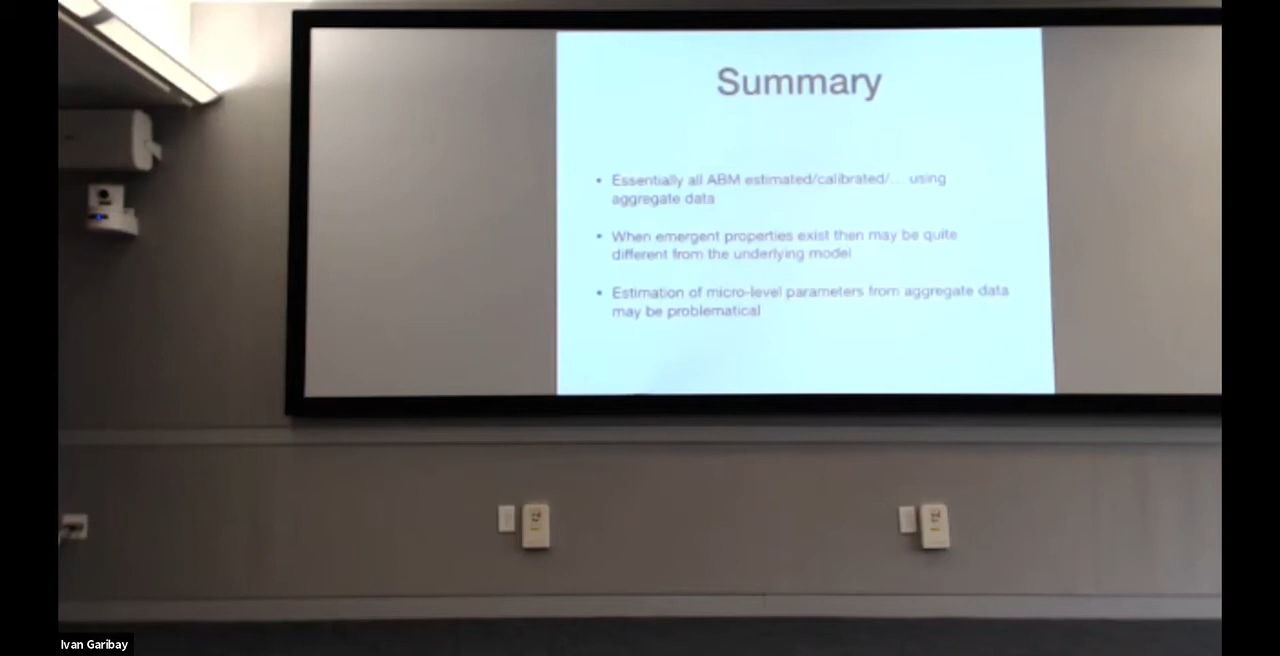 Summary
• Essentially all ABM estimated/calibrated/... using
aggregate data
• When emergent properties exist then may be quite
different from the underlying model
• Estimation of micro-level parameters from aggregate data
may be problematical
Ivan Garibay